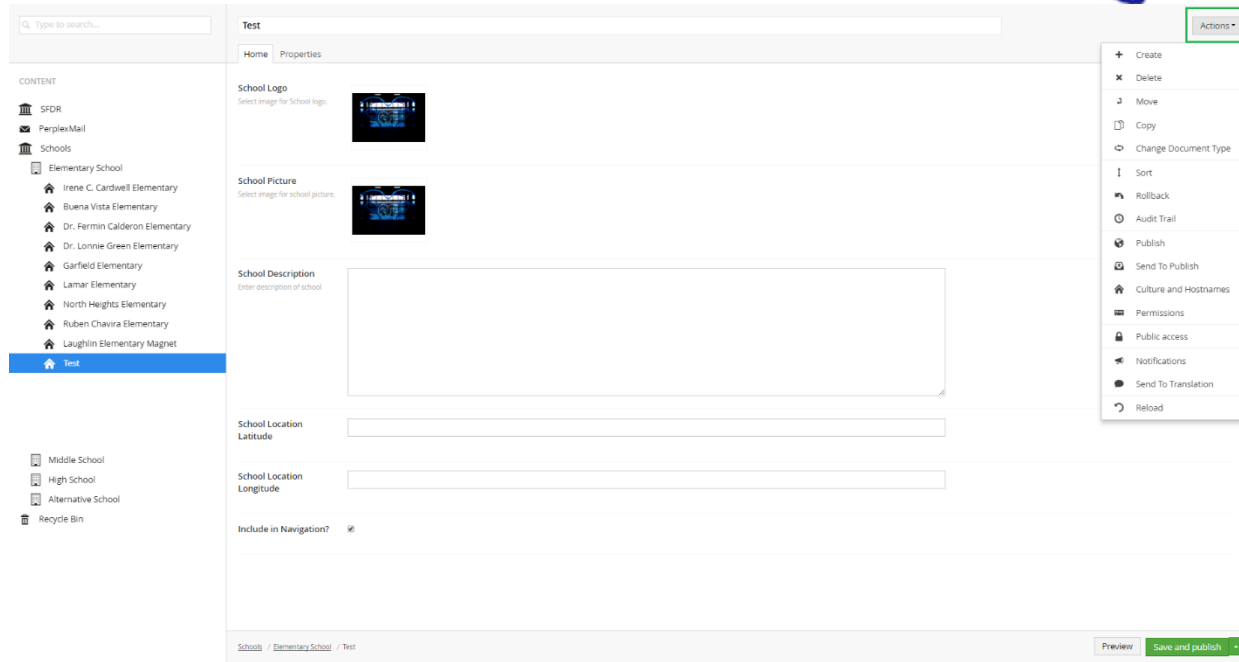 Type to search...
Test
Actions
Home Properties
CONTENT
SFDR
PerplexMail
Schools
Elementary School
Irene C. Cardwell Elementary
Buena Vista Elementary
Dr. Fermin Calderon Elementary
Dr. Lonnie Green Elementary
Garfield Elementary
Lamar Elementary
North Heights Elementary
Ruben Chavira Elementary
Laughlin Elementary Magnet
Test
Middle School
High School
Alternative School
Recycle Bin
School Logo
Select image for School logo.
School Picture
Select image for school picture.
School Description
Enter description of school
School Location
Latitude
School Location
Longitude
Include in Navigation?
Create
Delete
Move
Copy
Change Document Type
Sort
Rollback
Audit Trail
Publish
Send To Publish
Culture and Hostnames
Permissions
Public access
Notifications
Send To Translation
Reload
Schools / Elementary School / Test
Preview Save and publish